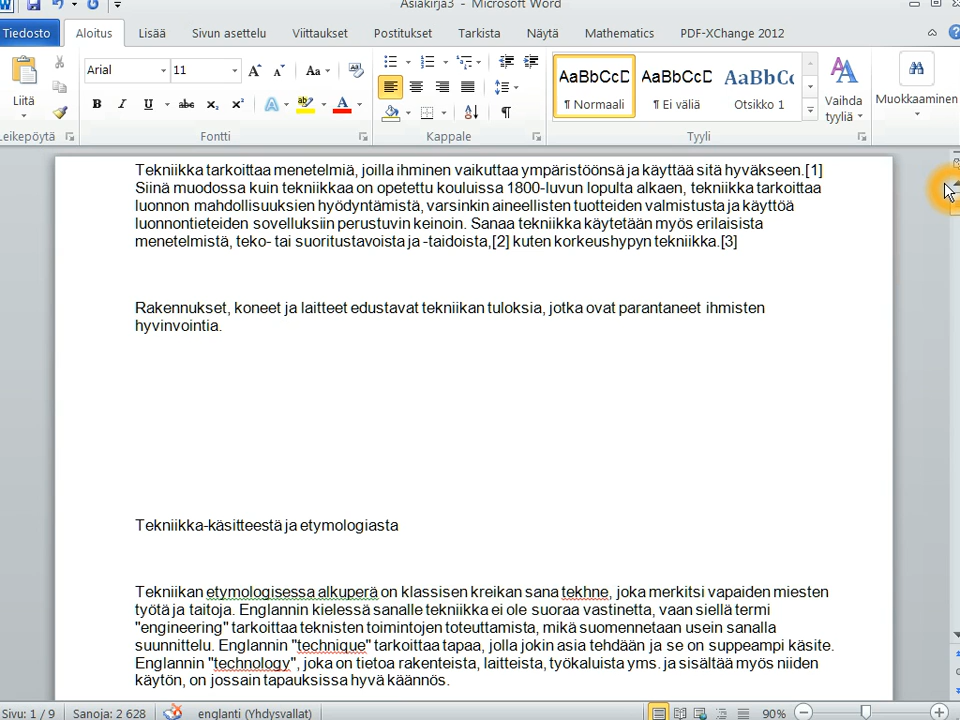 Asiakirja3 - Microsoft Word
Tiedosto Aloitus Lisää Sivun asettelu Viittaukset Postitukset Tarkista Näytä Mathematics PDF-XChange 2012
Liitä
Arial 11 Aa
AaBbCcD AaBbCcD AaBbCc
¶ Normaali ¶ Ei väliä Otsikko 1
Vaihda tyyliä
Muokkaaminen
Leikepöytä Fontti Kappale Tyyli
Tekniikka tarkoittaa menetelmiä, joilla ihminen vaikuttaa ympäristöönsä ja käyttää sitä hyväkseen.[1]
Siinä muodossa kuin tekniikkaa on opetettu kouluissa 1800-luvun lopulta alkaen, tekniikka tarkoittaa
luonnon mahdollisuuksien hyödyntämistä, varsinkin aineellisten tuotteiden valmistusta ja käyttöä
luonnontieteiden sovelluksiin perustuvin keinoin. Sanaa tekniikka käytetään myös erilaisista
menetelmistä, teko- tai suoritustavoista ja -taidoista,[2] kuten korkeushypyn tekniikka.[3]
Rakennukset, koneet ja laitteet edustavat tekniikan tuloksia, jotka ovat parantaneet ihmisten
hyvinvointia.
Tekniikka-käsitteestä ja etymologiasta
Tekniikan etymologisessa alkuperä on klassisen kreikan sana tekhne, joka merkitsi vapaiden miesten
työtä ja taitoja. Englannin kielessä sanalle tekniikka ei ole suoraa vastinetta, vaan siellä termi
"engineering" tarkoittaa teknisten toimintojen toteuttamista, mikä suomennetaan usein sanalla
suunnittelu. Englannin "technique" tarkoittaa tapaa, jolla jokin asia tehdään ja se on suppeampi käsite.
Englannin "technology", joka on tietoa rakenteista, laitteista, työkaluista yms. ja sisältää myös niiden
käytön, on jossain tapauksissa hyvä käännös.
Sivu: 1 / 9 Sanoja: 2 628 englanti (Yhdysvallat) 90%